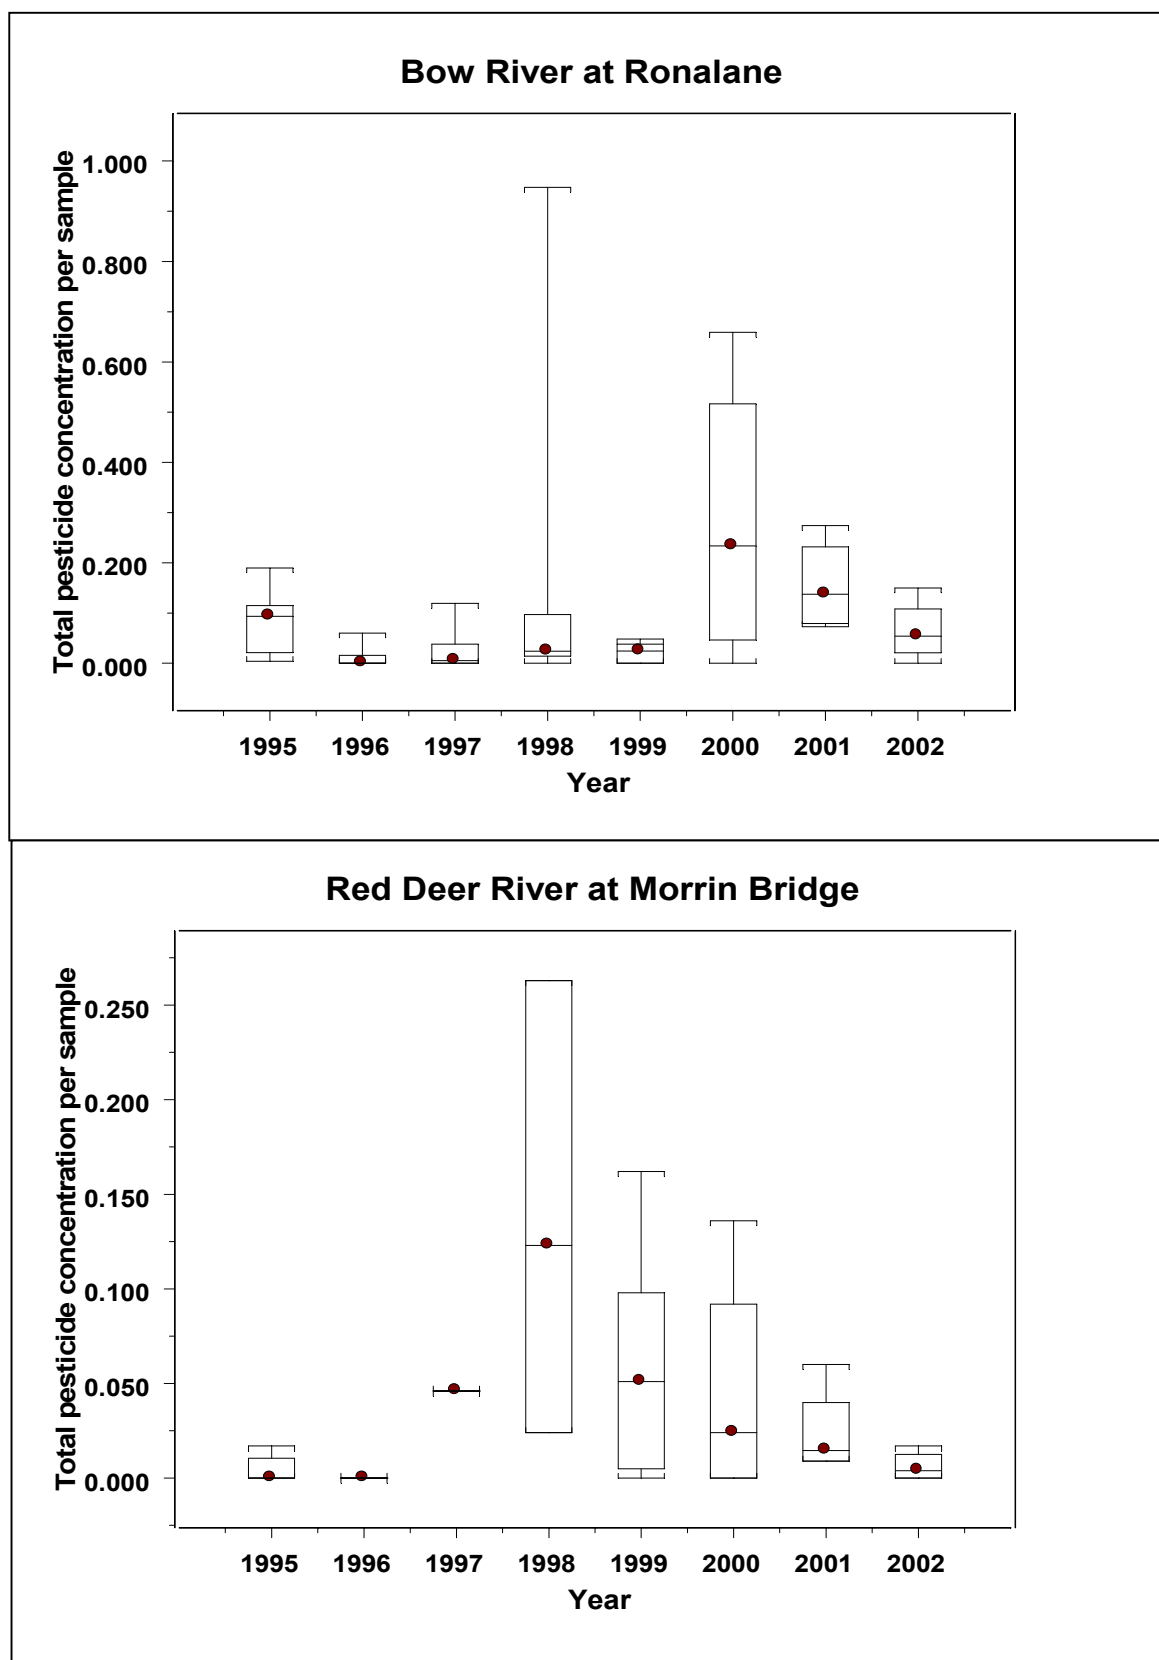 Bow River at Ronalane
Total pesticide concentration per sample
1.000
0.800
0.600
0.400
0.200
0.000
1995 1996 1997 1998 1999 2000 2001 2002
Year
Red Deer River at Morrin Bridge
Total pesticide concentration per sample
0.250
0.200
0.150
0.100
0.050
0.000
1995 1996 1997 1998 1999 2000 2001 2002
Year